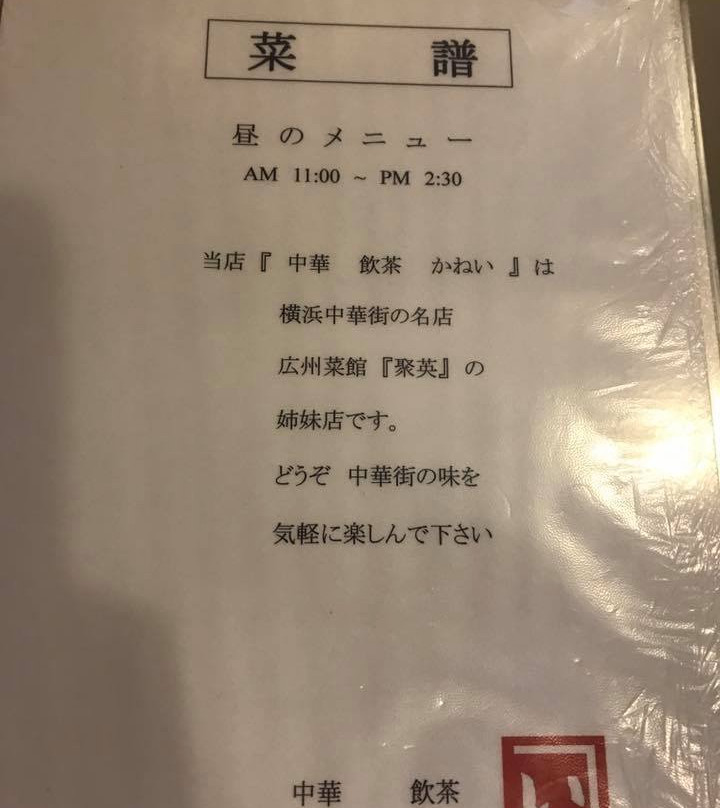 菜 譜
昼のメニュー
AM 11:00 ~ PM 2:30
当店『 中華 飲茶 かねい 』は
横浜中華街の名店
広州菜館『聚英』の
姉妹店です。
どうぞ 中華街の味を
気軽に楽しんで下さい
中華 飲茶